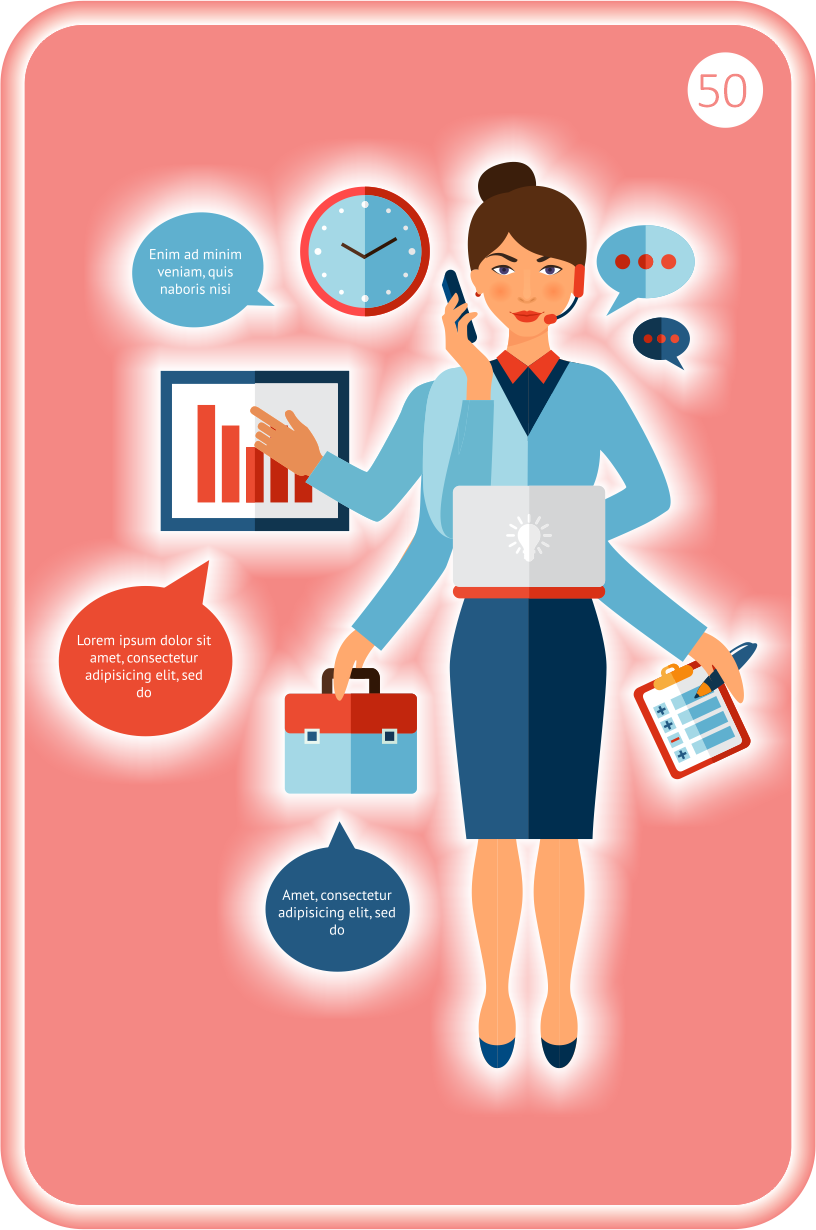 50
Enim ad minim
veniam, quis
naboris nisi
Lorem ipsum dolor sit
amet, consectetur
adipisicing elit, sed
do
Amet, consectetur
adipisicing elit, sed
do